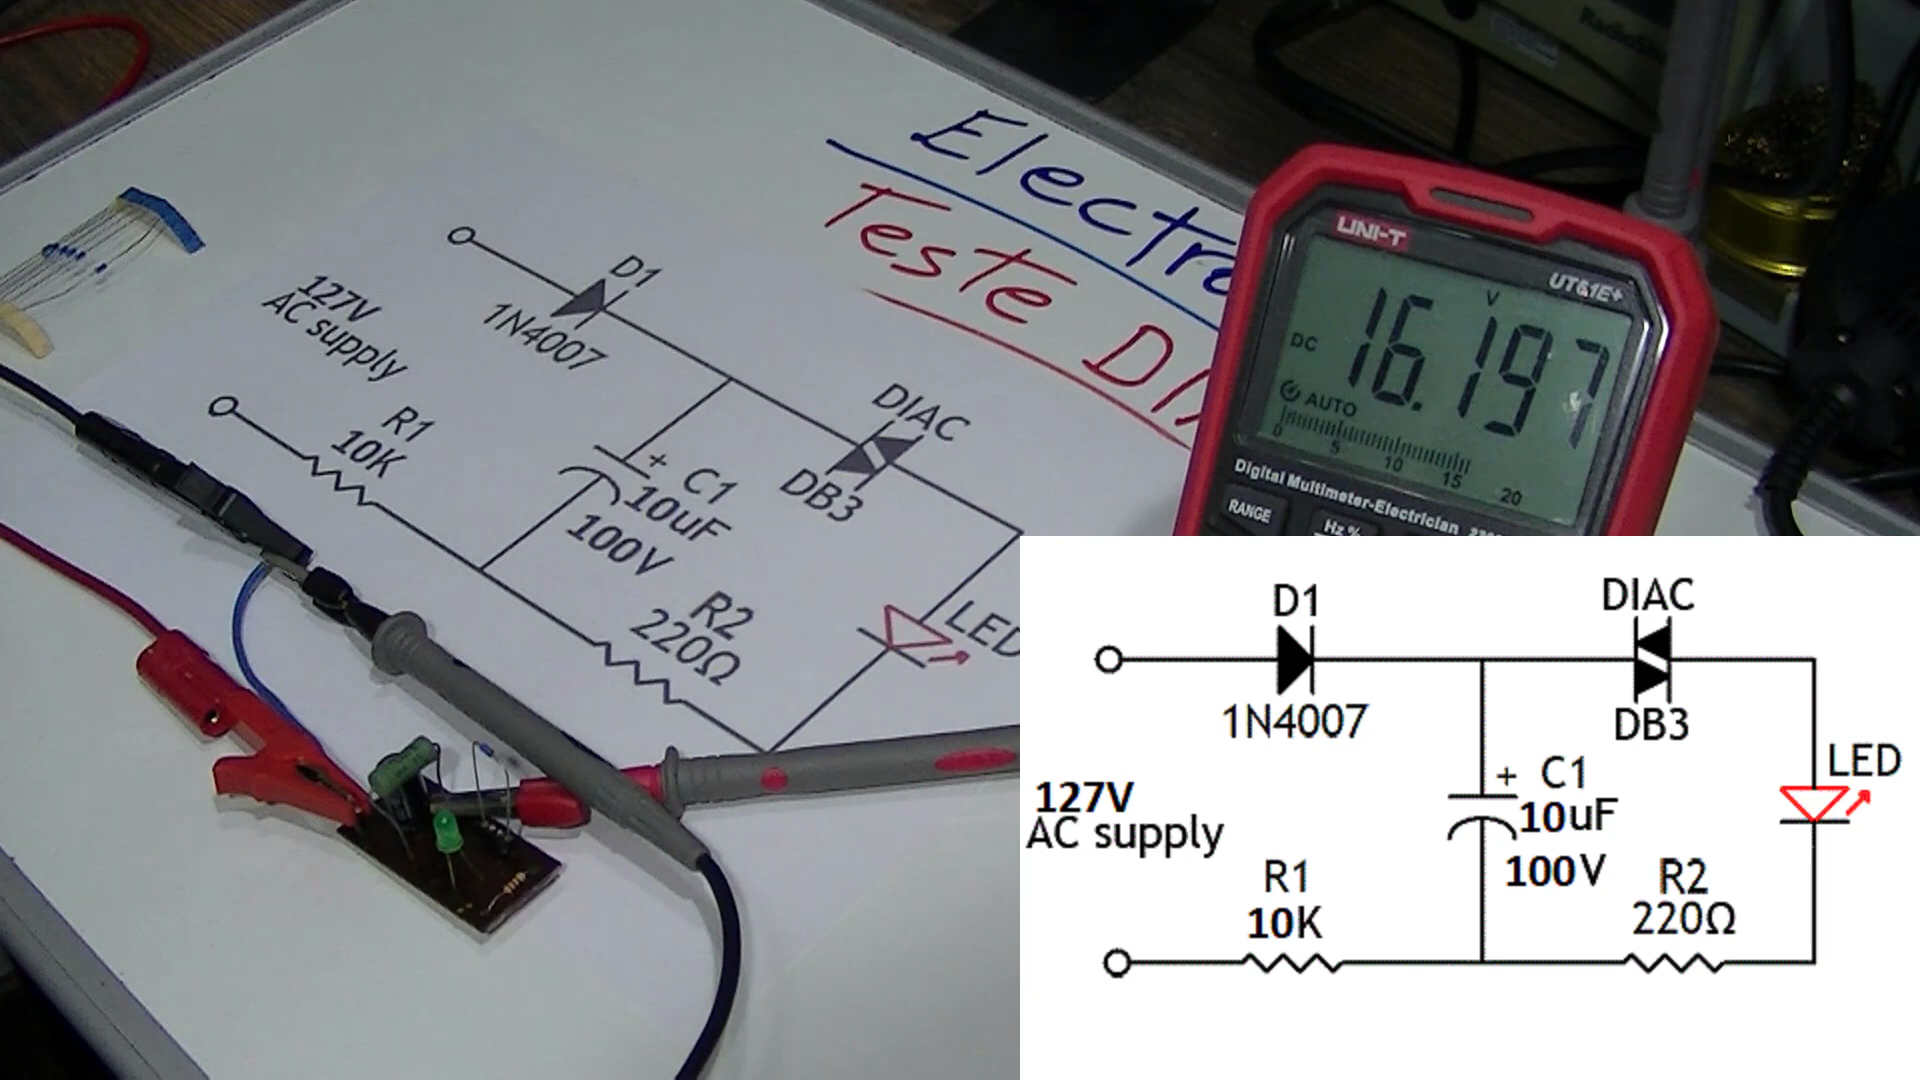 Electro
Teste DIA
UNI-T
UT61E+
V
DC
16.197
AUTO
0 5 10 15 20
Digital Multimeter-Electrician
RANGE
Hz %
D1
1N4007
127V
AC supply
R1
10K
DIAC
DB3
+ C1
10uF
100V
R2
220Ω
LED
D1
1N4007
DIAC
DB3
LED
127V
AC supply
+ C1
10uF
100V
R1
10K
R2
220Ω